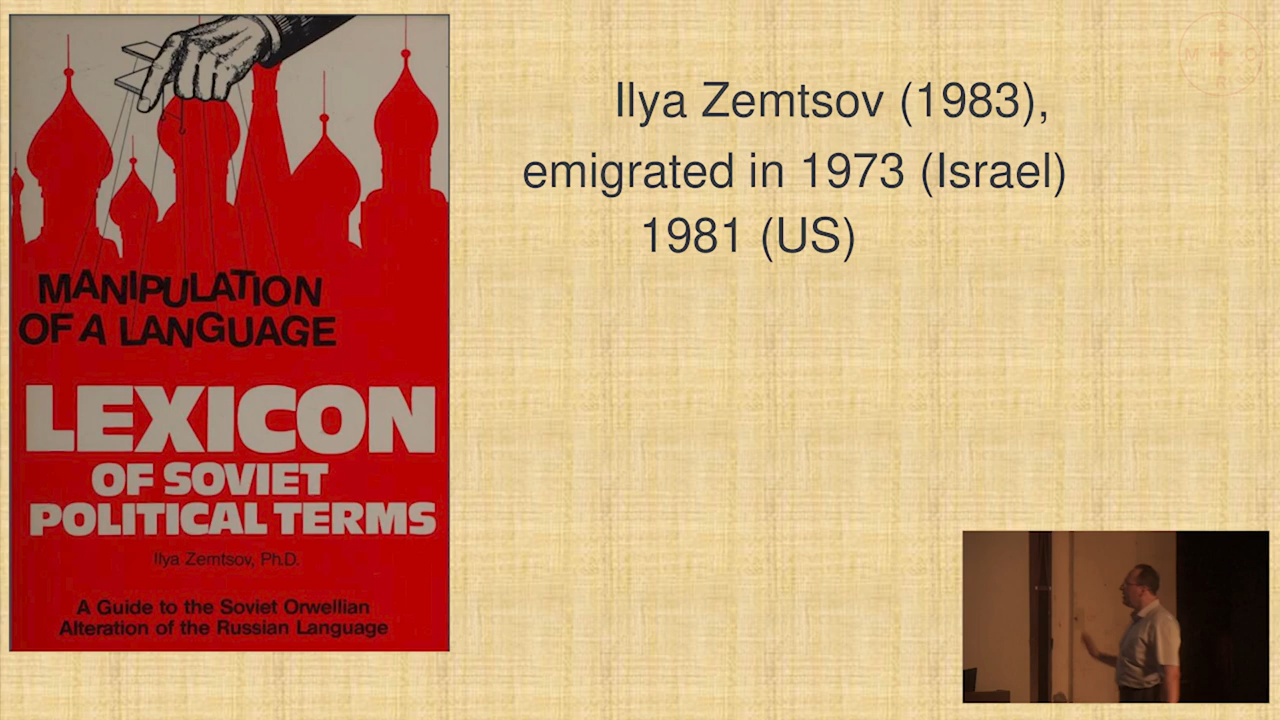 MANIPULATION
OF A LANGUAGE
LEXICON
OF SOVIET
POLITICAL TERMS
Ilya Zemtsov, Ph.D.
A Guide to the Soviet Orwellian
Alteration of the Russian Language
Ilya Zemtsov (1983),
emigrated in 1973 (Israel)
1981 (US)